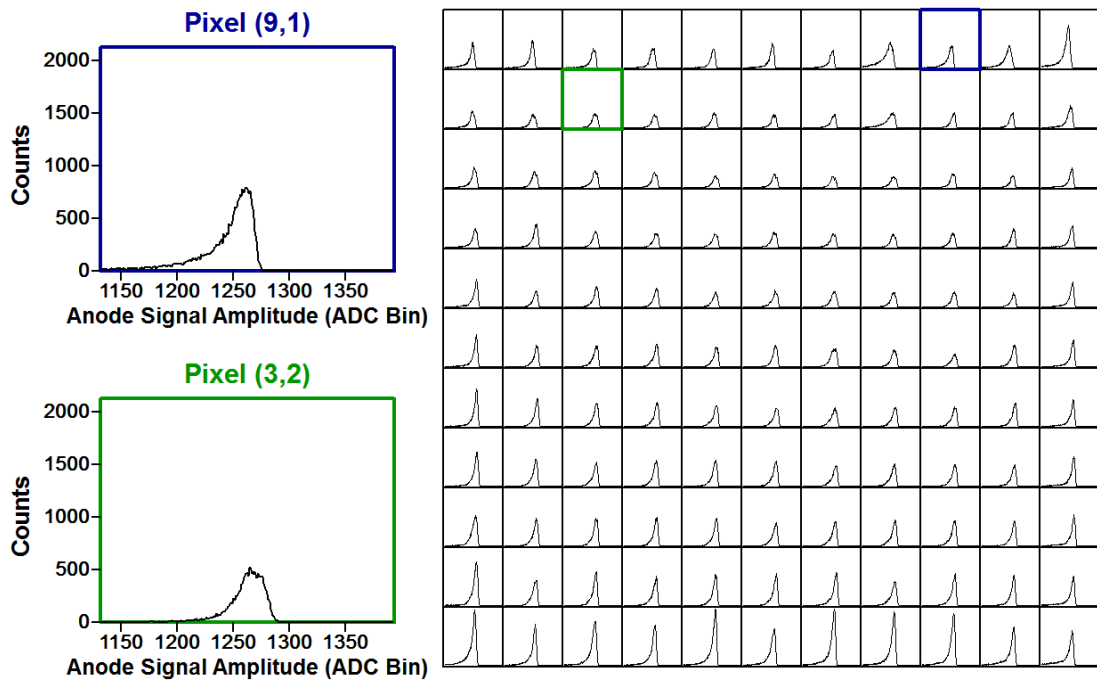 Pixel (9,1)
2000
1500
1000
500
0
Counts
1150 1200 1250 1300 1350
Anode Signal Amplitude (ADC Bin)
Pixel (3,2)
2000
1500
1000
500
0
Counts
1150 1200 1250 1300 1350
Anode Signal Amplitude (ADC Bin)